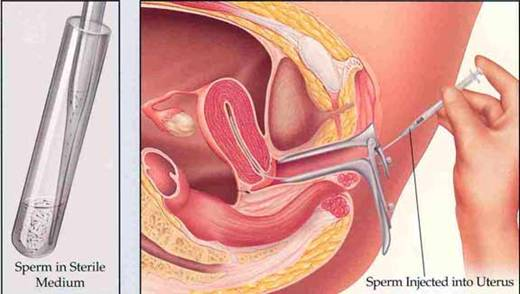 Sperm in Sterile
Medium
Sperm Injected into Uterus